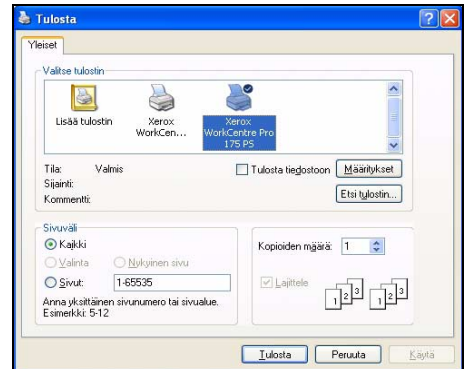 Tulosta
Yleiset
Valitse tulostin
Lisää tulostin
Xerox WorkCen...
Xerox WorkCentre Pro 175 PS
Tila: Valmis
Sijainti:
Kommentti:
Tulosta tiedostoon
Määritykset
Etsi tulostin...
Sivuväli
Kaikki
Valinta
Nykyinen sivu
Sivut: 1-65535
Anna yksittäinen sivunumero tai sivualue.
Esimerkki: 5-12
Kopioiden määrä: 1
Lajittele
1 2 3 1 2 3
Tulosta Peruuta Käytä